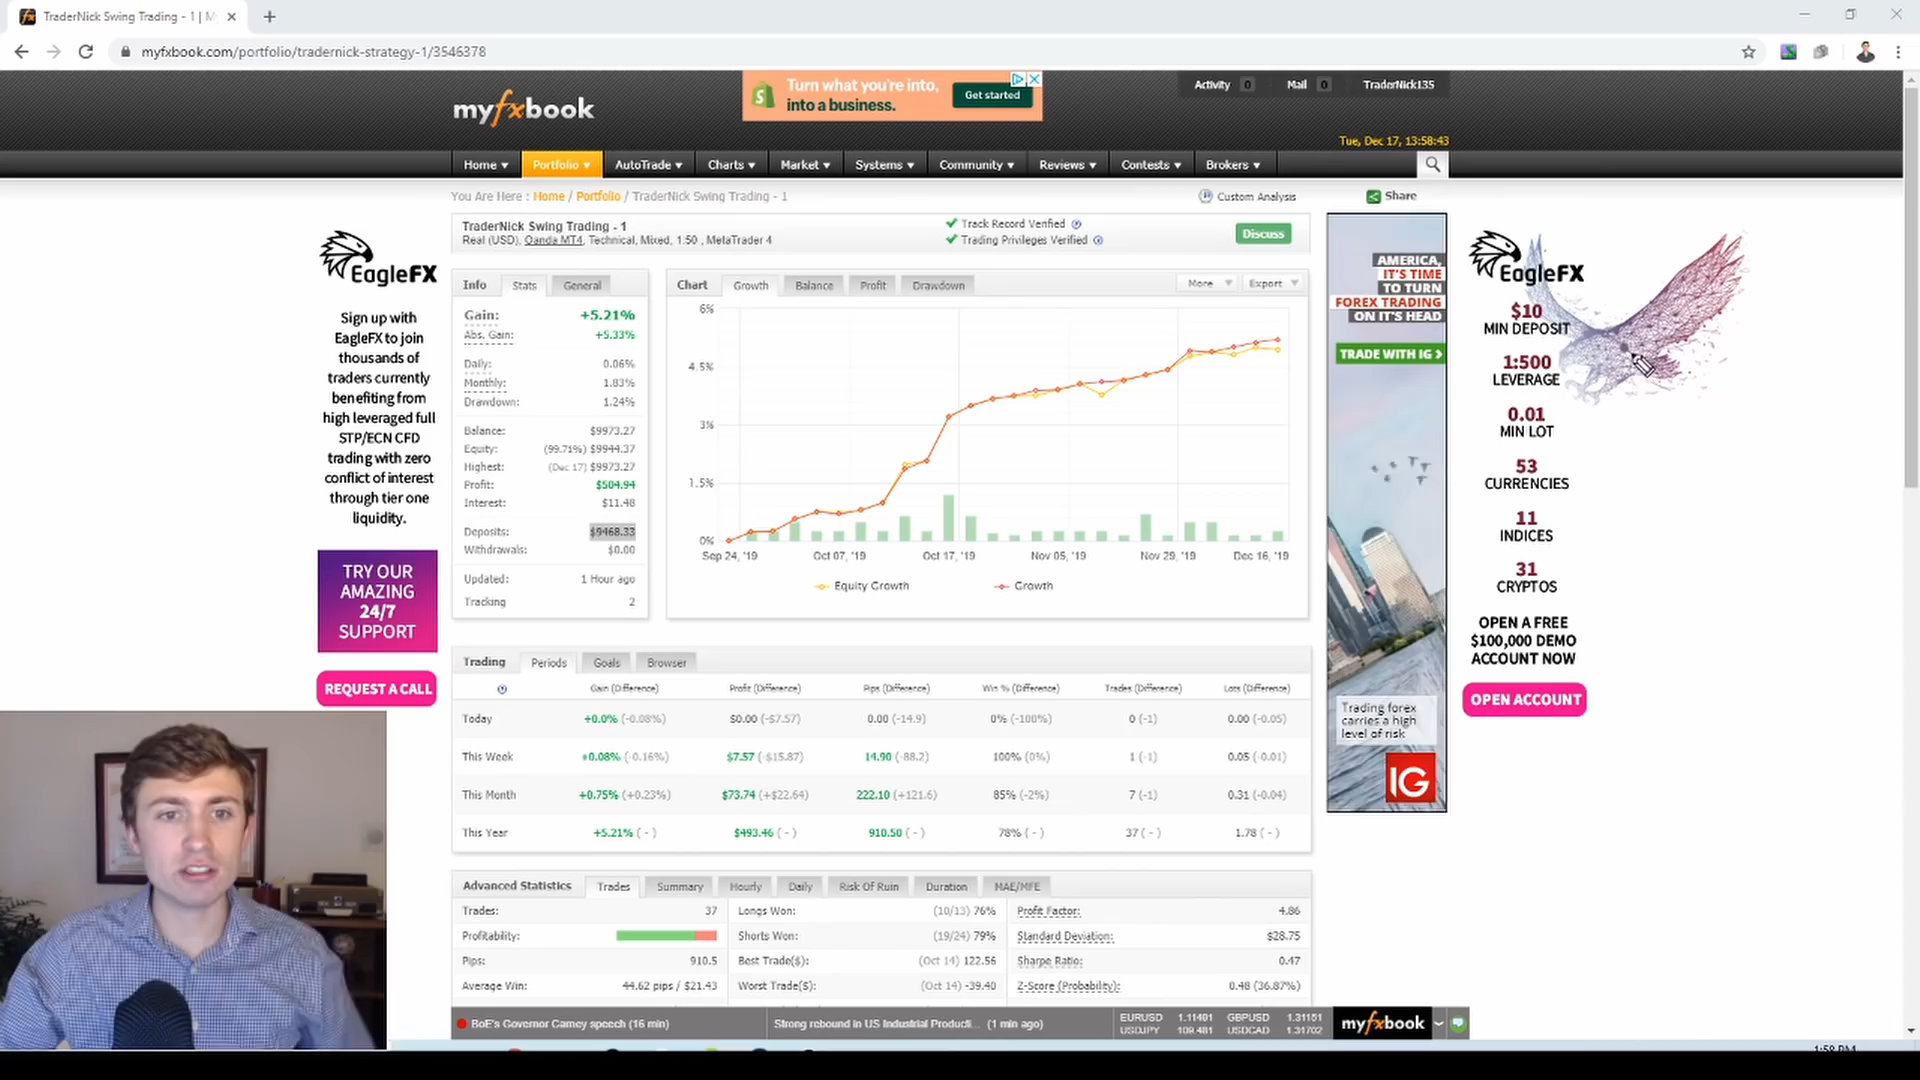 TraderNick Swing Trading - 1 | M
myfxbook.com/portfolio/tradernick-strategy-1/3546378
myfxbook
Turn what you're into,
into a business.
Get started
Activity 0 Mail 0 TraderNick135
Tue, Dec 17, 13:58:43
Home Portfolio AutoTrade Charts Market Systems Community Reviews Contests Brokers
You Are Here : Home / Portfolio / TraderNick Swing Trading - 1
Custom Analysis Share
TraderNick Swing Trading - 1
Real (USD), Oanda MT4, Technical, Mixed, 1:50 , MetaTrader 4
Track Record Verified
Trading Privileges Verified
Discuss
Info Stats General
Gain: +5.21%
Abs. Gain: +5.33%
Daily: 0.06%
Monthly: 1.83%
Drawdown: 1.24%
Balance: $9973.27
Equity: (99.71%) $9944.37
Highest: (Dec 17) $9973.27
Profit: $504.94
Interest: $11.48
Deposits: $9468.33
Withdrawals: $0.00
Updated: 1 Hour ago
Tracking 2
Chart Growth Balance Profit Drawdown More Export
6%
4.5%
3%
1.5%
0%
Sep 24, '19 Oct 07, '19 Oct 17, '19 Nov 05, '19 Nov 29, '19 Dec 16, '19
Equity Growth Growth
Trading Periods Goals Browser
Gain (Difference) Profit (Difference) Pips (Difference) Win % (Difference) Trades (Difference) Lots (Difference)
Today +0.0% (-0.08%) $0.00 (-$7.57) 0.00 (-14.9) 0% (-100%) 0 (-1) 0.00 (-0.05)
This Week +0.08% (-0.16%) $7.57 (-$15.87) 14.90 (-88.2) 100% (0%) 1 (-1) 0.05 (-0.01)
This Month +0.75% (+0.23%) $73.74 (+$22.64) 222.10 (+121.6) 85% (-2%) 7 (-1) 0.31 (-0.04)
This Year +5.21% ( - ) $493.46 ( - ) 910.50 ( - ) 78% ( - ) 37 ( - ) 1.78 ( - )
Advanced Statistics Trades Summary Hourly Daily Risk Of Ruin Duration MAE/MFE
Trades: 37 Longs Won: (10/13) 76% Profit Factor: 4.86
Profitability: Shorts Won: (19/24) 79% Standard Deviation: $28.75
Pips: 910.5 Best Trade($): (Oct 14) 122.56 Sharpe Ratio: 0.47
Average Win: 44.62 pips / $21.43 Worst Trade($): (Oct 14) -39.40 Z-Score (Probability): 0.48 (36.87%)
BoE's Governor Carney speech (16 min)
Strong rebound in US Industrial Producti... (1 min ago)
EURUSD 1.11401 GBPUSD 1.31151
USDJPY 109.481 USDCAD 1.31702
myfxbook
EagleFX
Sign up with
EagleFX to join
thousands of
traders currently
benefiting from
high leveraged full
STP/ECN CFD
trading with zero
conflict of interest
through tier one
liquidity.
TRY OUR
AMAZING
24/7
SUPPORT
REQUEST A CALL
AMERICA,
IT'S TIME
TO TURN
FOREX TRADING
ON IT'S HEAD
TRADE WITH IG >
Trading forex
carries a high
level of risk
IG
EagleFX
$10
MIN DEPOSIT
1:500
LEVERAGE
0.01
MIN LOT
53
CURRENCIES
11
INDICES
31
CRYPTOS
OPEN A FREE
$100,000 DEMO
ACCOUNT NOW
OPEN ACCOUNT